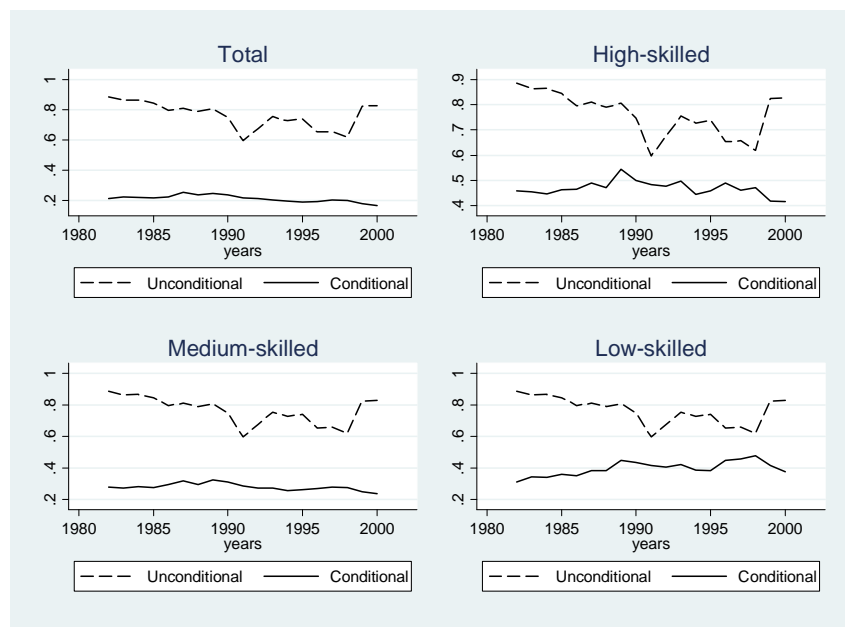 Total
1
.8
.6
.4
.2
1980 1985 1990 1995 2000
years
Unconditional Conditional
High-skilled
.9
.8
.7
.6
.5
.4
1980 1985 1990 1995 2000
years
Unconditional Conditional
Medium-skilled
1
.8
.6
.4
.2
1980 1985 1990 1995 2000
years
Unconditional Conditional
Low-skilled
1
.8
.6
.4
.2
1980 1985 1990 1995 2000
years
Unconditional Conditional